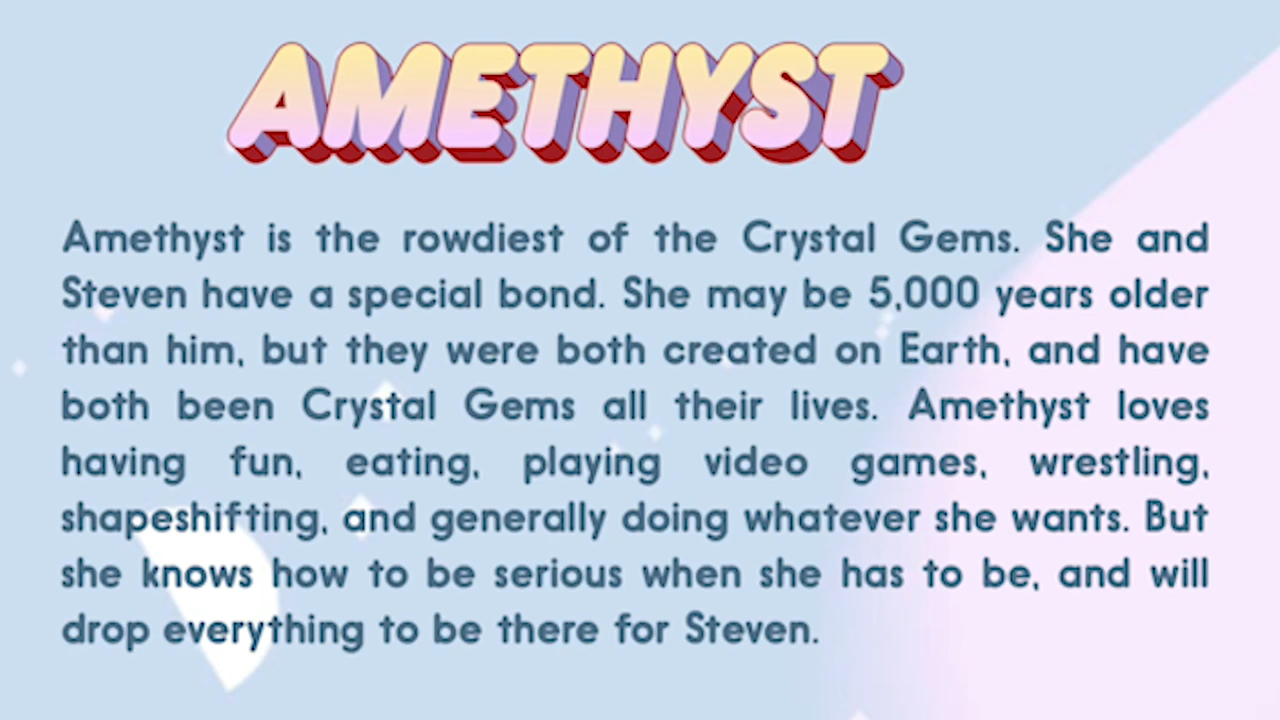 AMETHYST
Amethyst is the rowdiest of the Crystal Gems. She and
Steven have a special bond. She may be 5,000 years older
than him, but they were both created on Earth, and have
both been Crystal Gems all their lives. Amethyst loves
having fun, eating, playing video games, wrestling,
shapeshifting, and generally doing whatever she wants. But
she knows how to be serious when she has to be, and will
drop everything to be there for Steven.